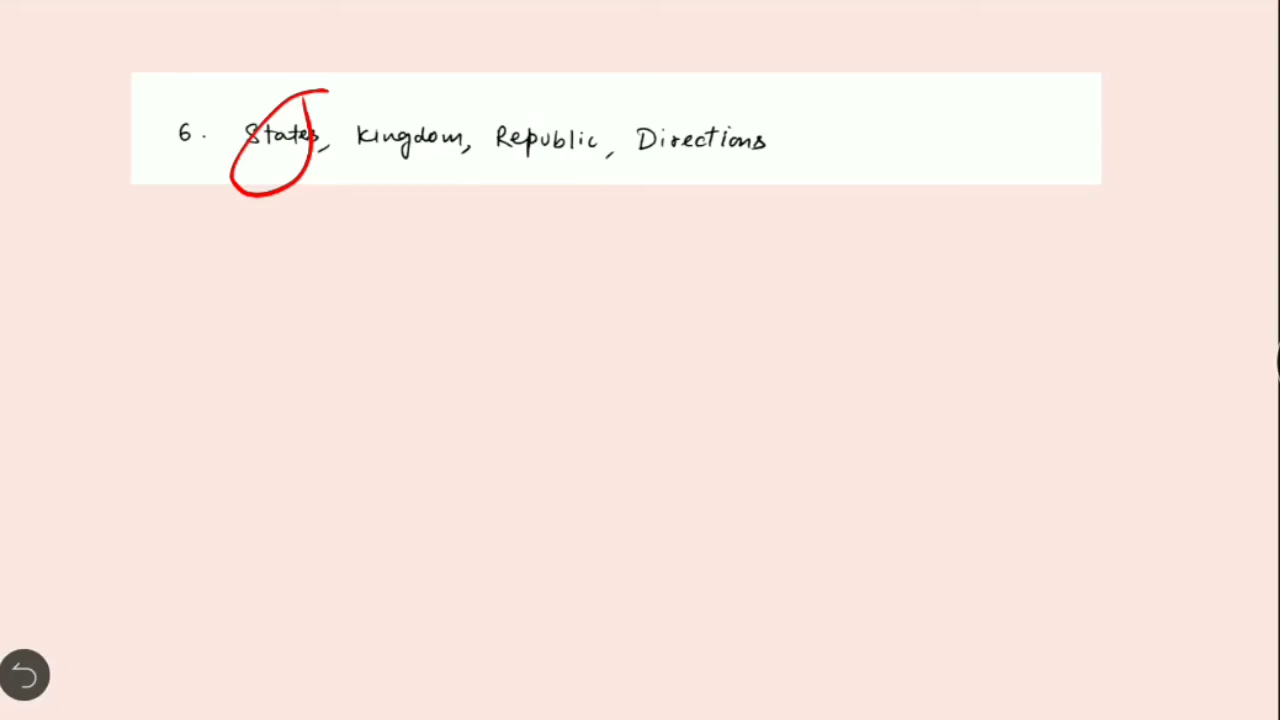 6. States, Kingdom, Republic, Directions